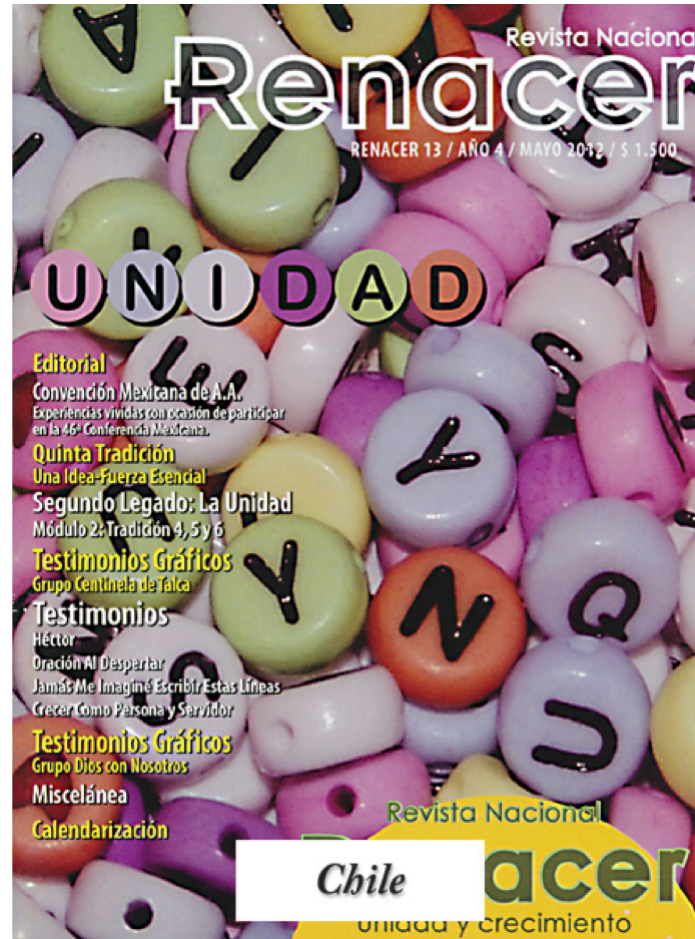 Revista Naciona
Renacer
RENACER 13 / AÑO 4 / MAYO 2012 / $ 1.500
UNIDAD
Editorial
Convención Mexicana de A.A.
Experiencias vividas con ocasión de participar
en la 46ª Conferencia Mexicana.
Quinta Tradición
Una Idea-Fuerza Esencial
Segundo Legado: La Unidad
Módulo 2: Tradición 4, 5 y 6
Testimonios Gráficos
Grupo Centinela de Talca
Testimonios
Héctor
Oración Al Despertar
Jamás Me Imaginé Escribir Estas Líneas
Crecer Como Persona y Servidor
Testimonios Gráficos
Grupo Dios con Nosotros
Miscelánea
Calendarización
Revista Nacional
acer
Chile
unidad y crecimiento
A
I
E
S
Y
Y
N
Q
U